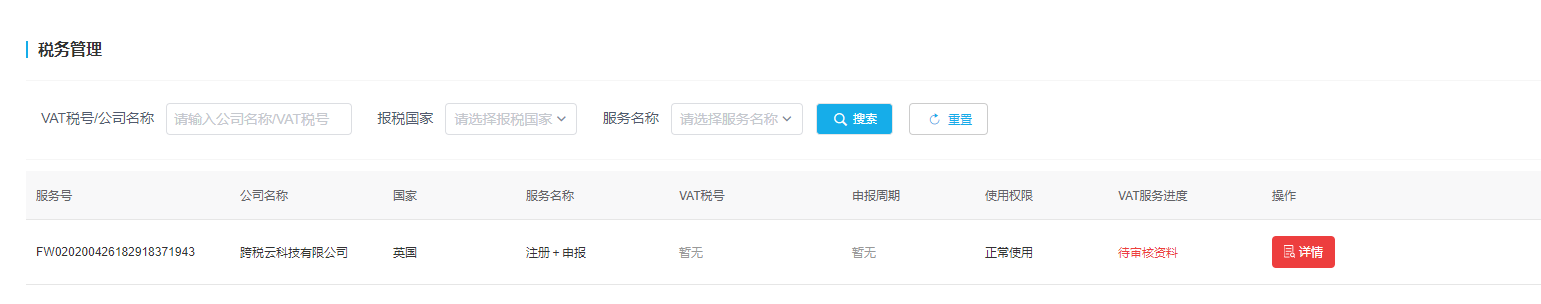 税务管理
VAT税号/公司名称 请输入公司名称/VAT税号 报税国家 请选择报税国家 服务名称 请选择服务名称 搜索 重置
服务号 公司名称 国家 服务名称 VAT税号 申报周期 使用权限 VAT服务进度 操作
FW020200426182918371943 跨税云科技有限公司 英国 注册+申报 暂无 暂无 正常使用 待审核资料 详情